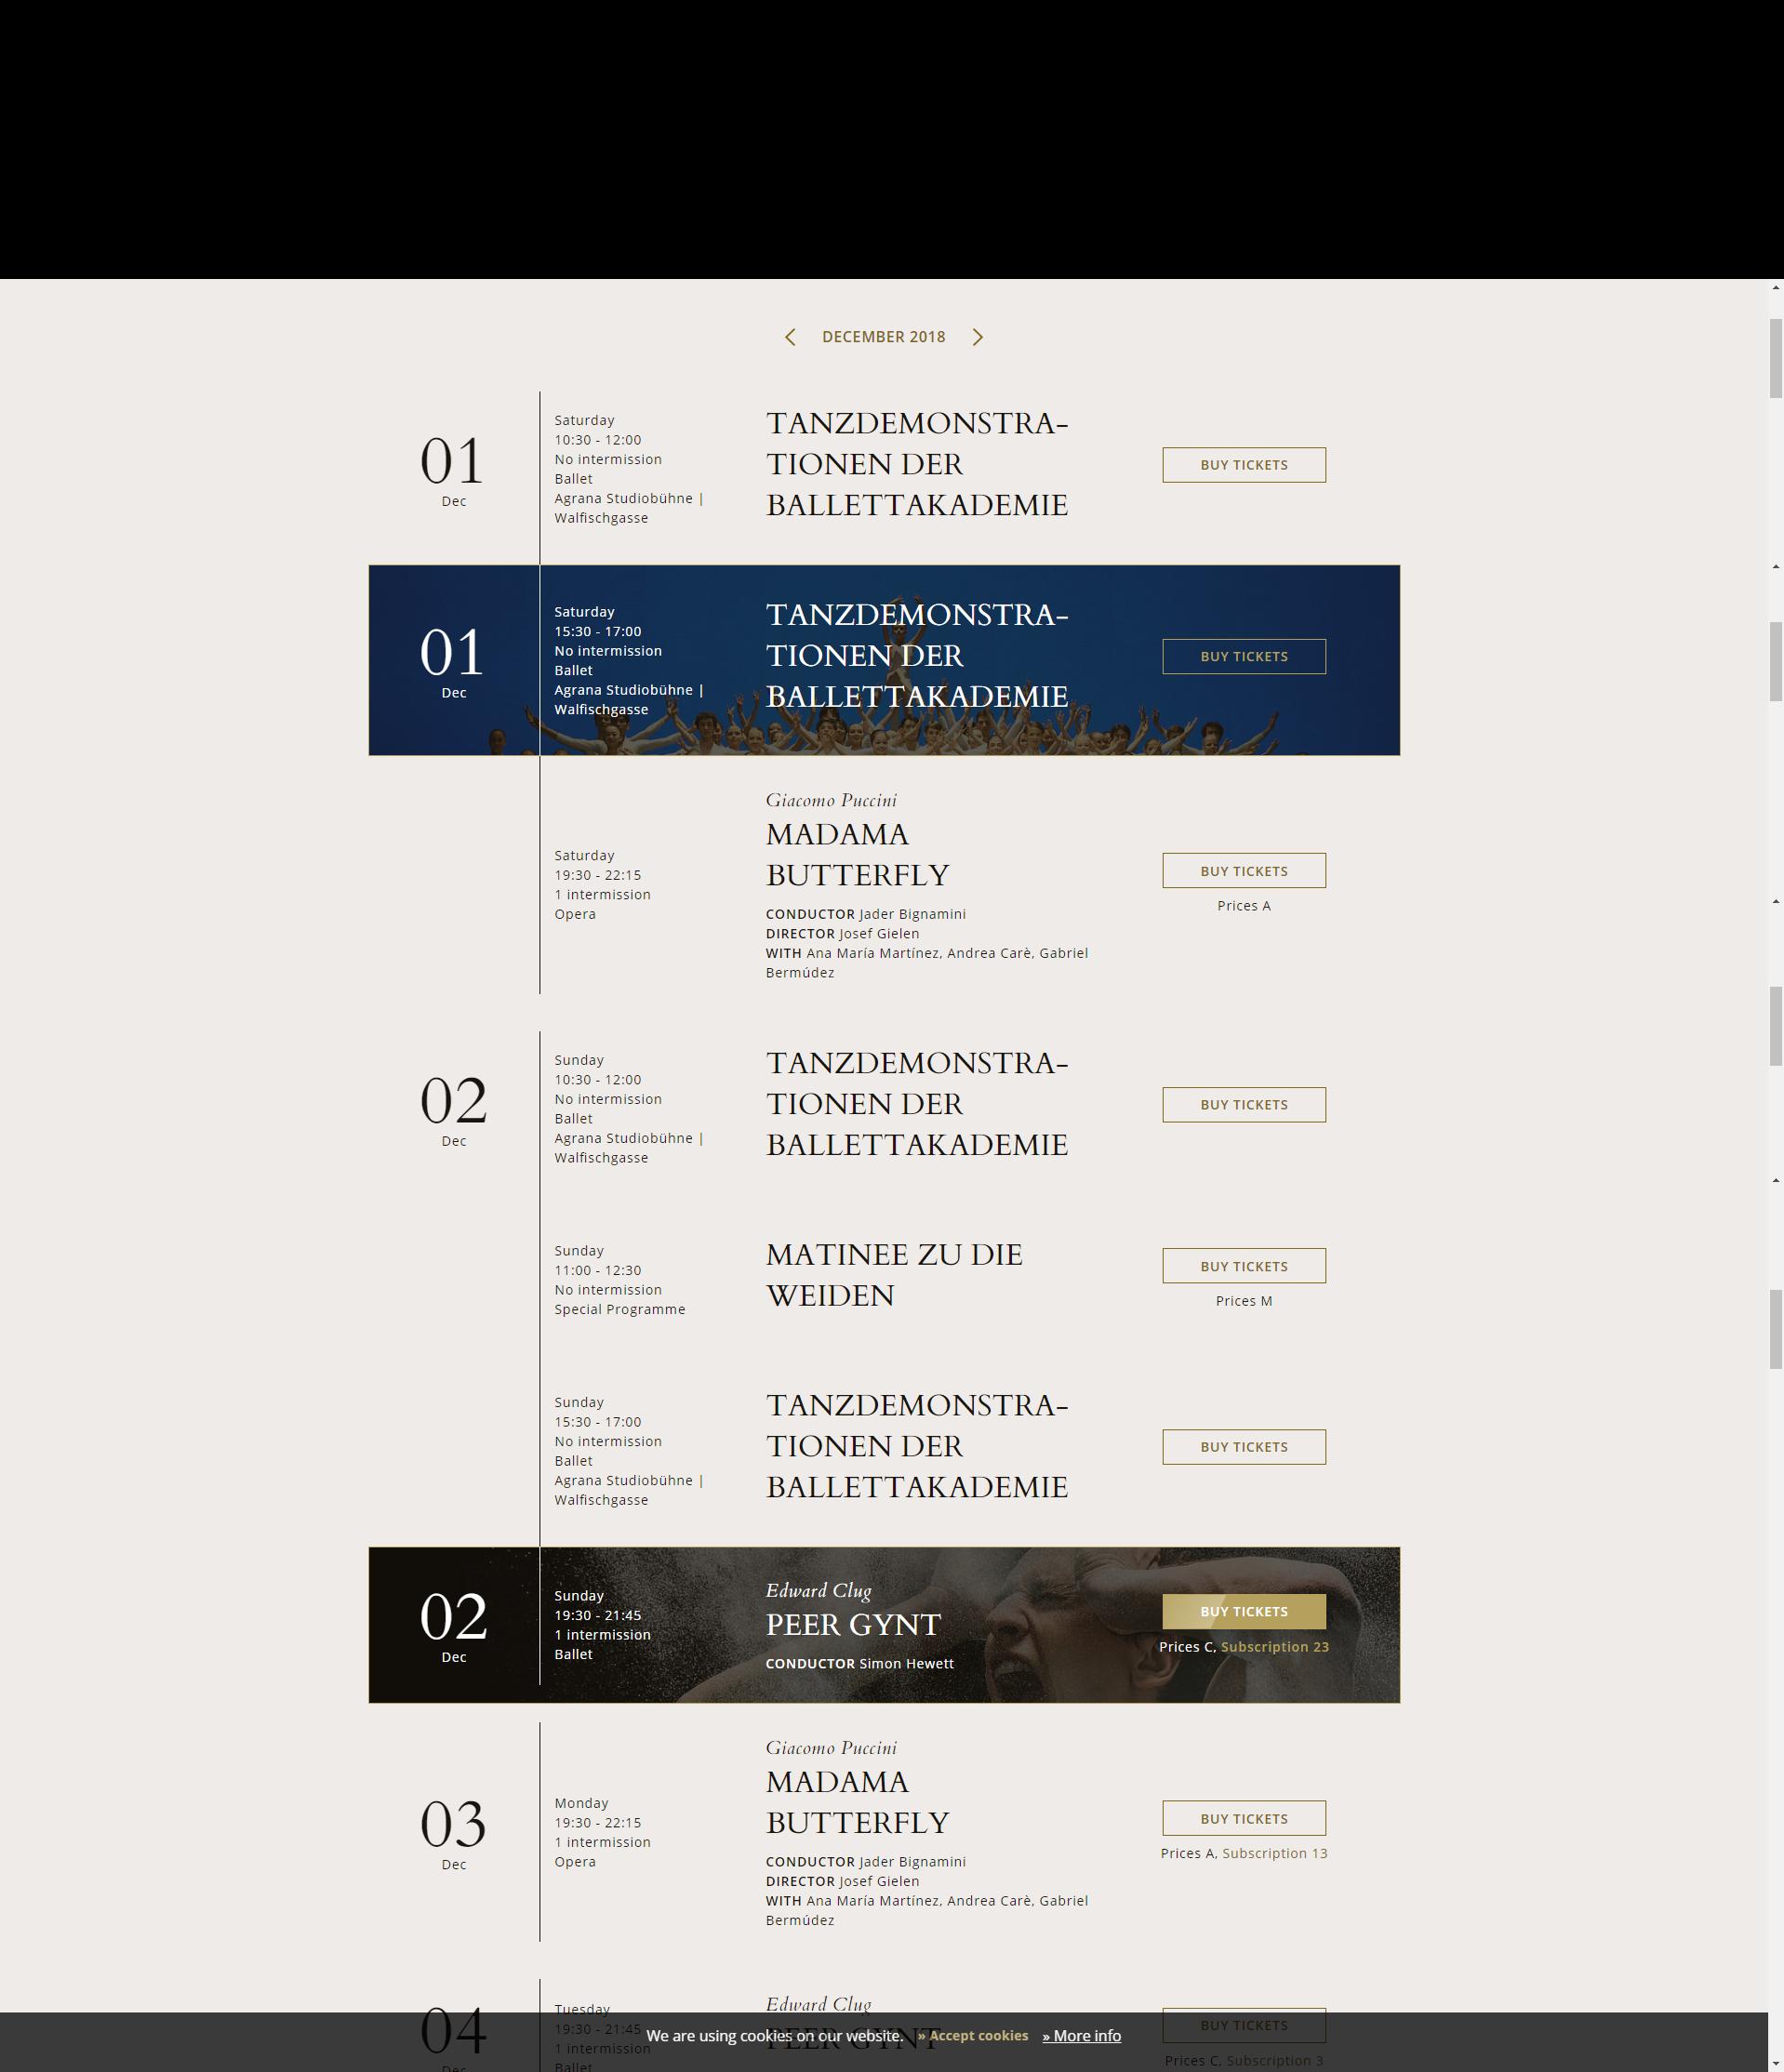 DECEMBER 2018
01
Dec
Saturday
10:30 - 12:00
No intermission
Ballet
Agrana Studiobühne |
Walfischgasse
TANZDEMONSTRA-
TIONEN DER
BALLETTAKADEMIE
BUY TICKETS
01
Dec
Saturday
15:30 - 17:00
No intermission
Ballet
Agrana Studiobühne |
Walfischgasse
TANZDEMONSTRA-
TIONEN DER
BALLETTAKADEMIE
BUY TICKETS
Saturday
19:30 - 22:15
1 intermission
Opera
Giacomo Puccini
MADAMA
BUTTERFLY
CONDUCTOR Jader Bignamini
DIRECTOR Josef Gielen
WITH Ana María Martínez, Andrea Carè, Gabriel
Bermúdez
BUY TICKETS
Prices A
02
Dec
Sunday
10:30 - 12:00
No intermission
Ballet
Agrana Studiobühne |
Walfischgasse
TANZDEMONSTRA-
TIONEN DER
BALLETTAKADEMIE
BUY TICKETS
Sunday
11:00 - 12:30
No intermission
Special Programme
MATINEE ZU DIE
WEIDEN
BUY TICKETS
Prices M
Sunday
15:30 - 17:00
No intermission
Ballet
Agrana Studiobühne |
Walfischgasse
TANZDEMONSTRA-
TIONEN DER
BALLETTAKADEMIE
BUY TICKETS
02
Dec
Sunday
19:30 - 21:45
1 intermission
Ballet
Edward Clug
PEER GYNT
CONDUCTOR Simon Hewett
BUY TICKETS
Prices C, Subscription 23
03
Dec
Monday
19:30 - 22:15
1 intermission
Opera
Giacomo Puccini
MADAMA
BUTTERFLY
CONDUCTOR Jader Bignamini
DIRECTOR Josef Gielen
WITH Ana María Martínez, Andrea Carè, Gabriel
Bermúdez
BUY TICKETS
Prices A, Subscription 13
04
Dec
Tuesday
19:30 - 21:45
1 intermission
Ballet
Edward Clug
PEER GYNT
BUY TICKETS
Prices C, Subscription 3
We are using cookies on our website. » Accept cookies » More info